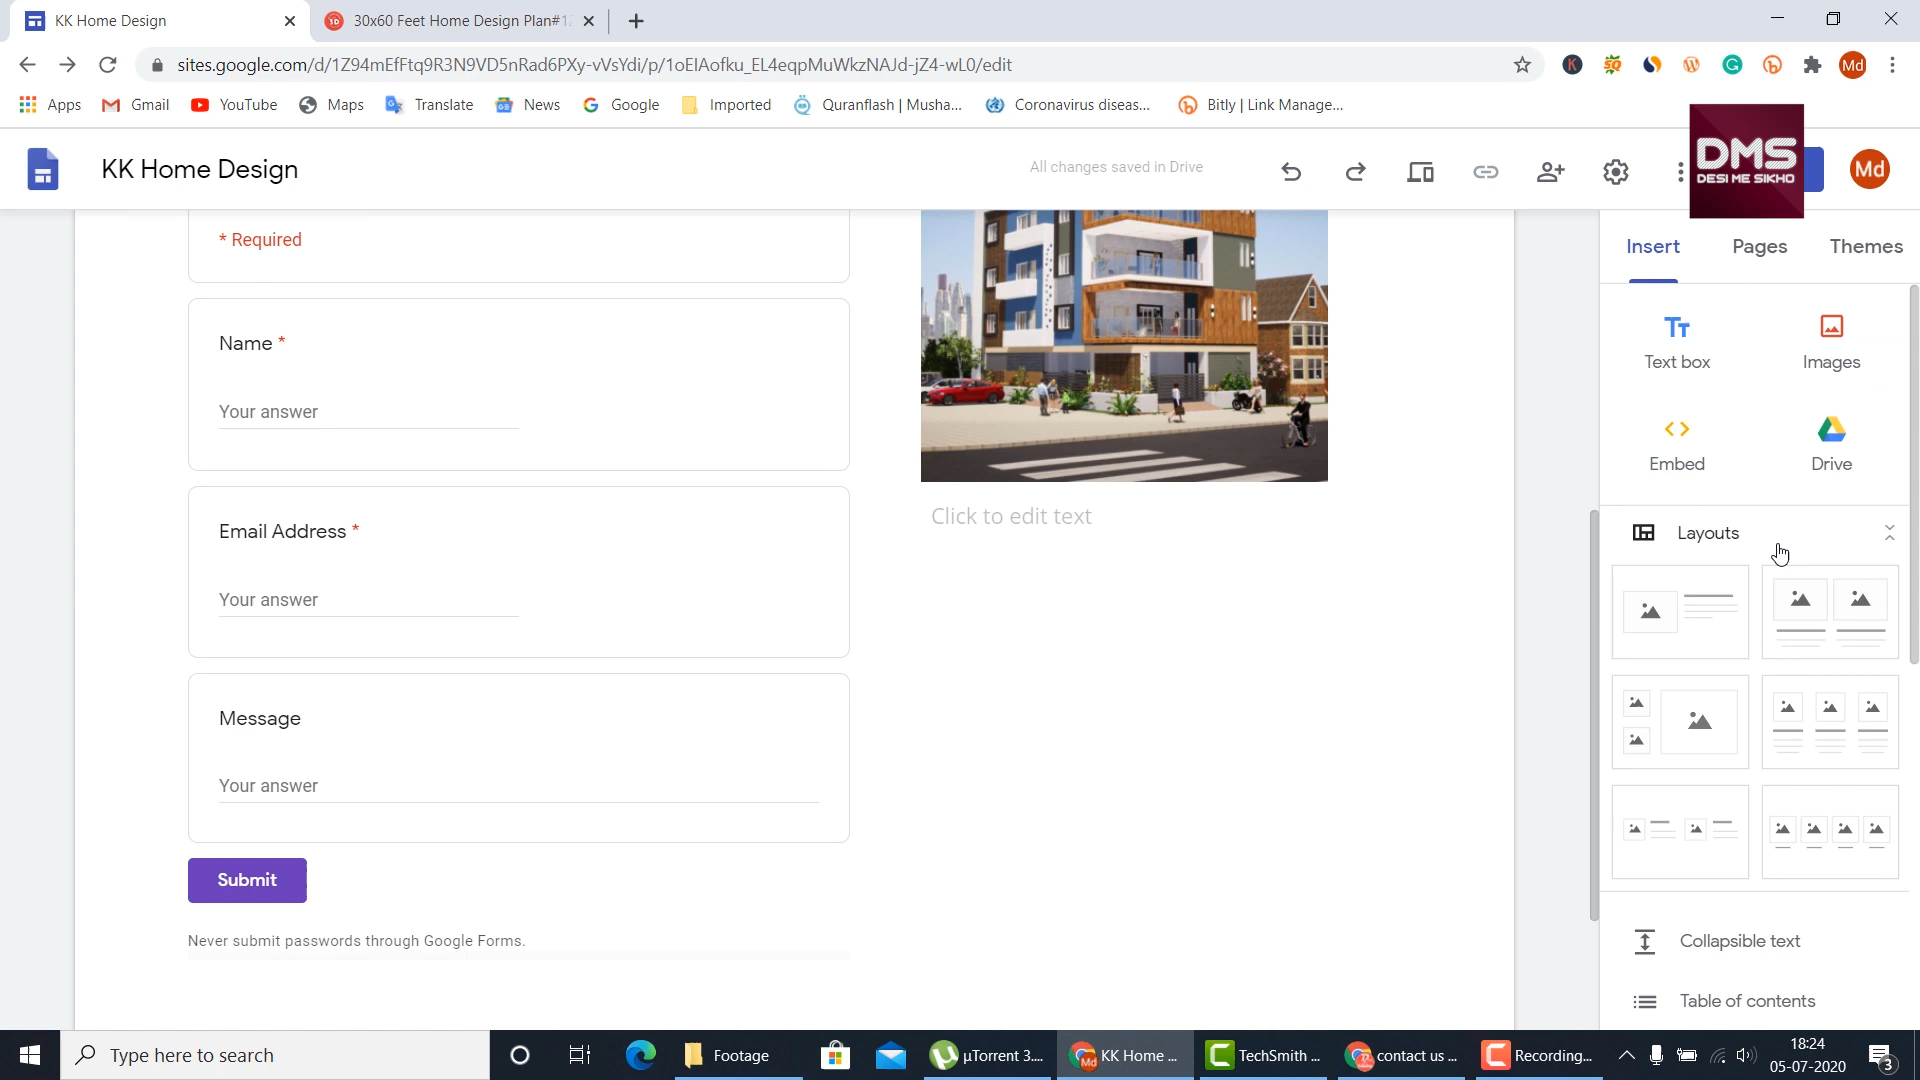 KK Home Design
30x60 Feet Home Design Plan#1
sites.google.com/d/1Z94mEfFtq9R3N9VD5nRad6PXy-vVsYdi/p/1oEIAofku_EL4eqpMuWkzNAJd-jZ4-wL0/edit
Md
Apps
Gmail
YouTube
Maps
Translate
News
Google
Imported
Quranflash | Musha...
Coronavirus diseas...
Bitly | Link Manage...
KK Home Design
All changes saved in Drive
DMS
DESI ME SIKHO
Md
* Required
Name *
Your answer
Email Address *
Your answer
Message
Your answer
Submit
Never submit passwords through Google Forms.
Click to edit text
Insert
Pages
Themes
Text box
Images
Embed
Drive
Layouts
Collapsible text
Table of contents
Type here to search
Footage
µTorrent 3....
KK Home ...
TechSmith ...
contact us ...
Recording...
18:24
05-07-2020
3